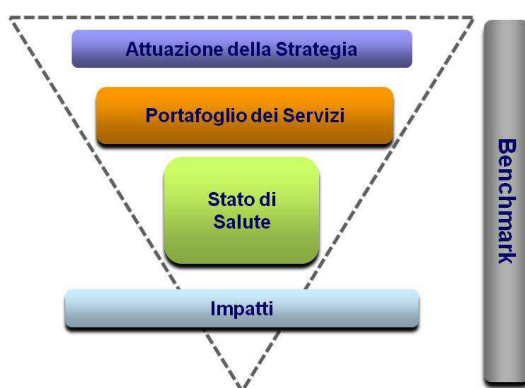 Attuazione della Strategia
Portafoglio dei Servizi
Stato di
Salute
Impatti
Benchmark